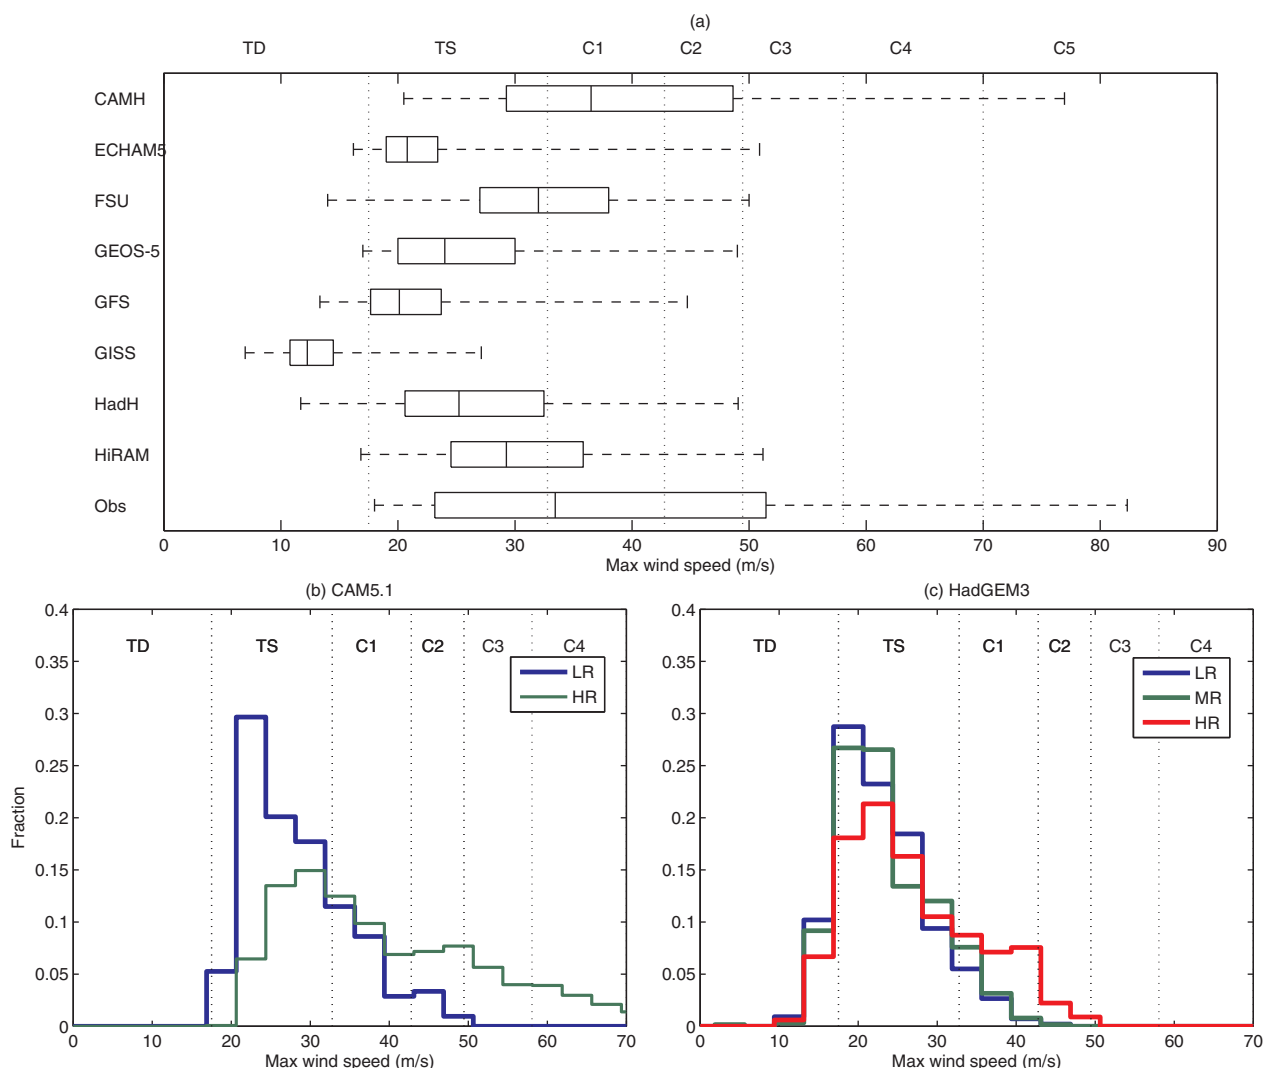 (a)
TD TS C1 C2 C3 C4 C5
CAMH
ECHAM5
FSU
GEOS-5
GFS
GISS
HadH
HiRAM
Obs
0 10 20 30 40 50 60 70 80 90
Max wind speed (m/s)
(b) CAM5.1
0.4
0.35
0.3
0.25
0.2
0.15
0.1
0.05
0
Fraction
TD TS C1 C2 C3 C4
LR
HR
0 10 20 30 40 50 60 70
Max wind speed (m/s)
(c) HadGEM3
0.4
0.35
0.3
0.25
0.2
0.15
0.1
0.05
0
TD TS C1 C2 C3 C4
LR
MR
HR
0 10 20 30 40 50 60 70
Max wind speed (m/s)